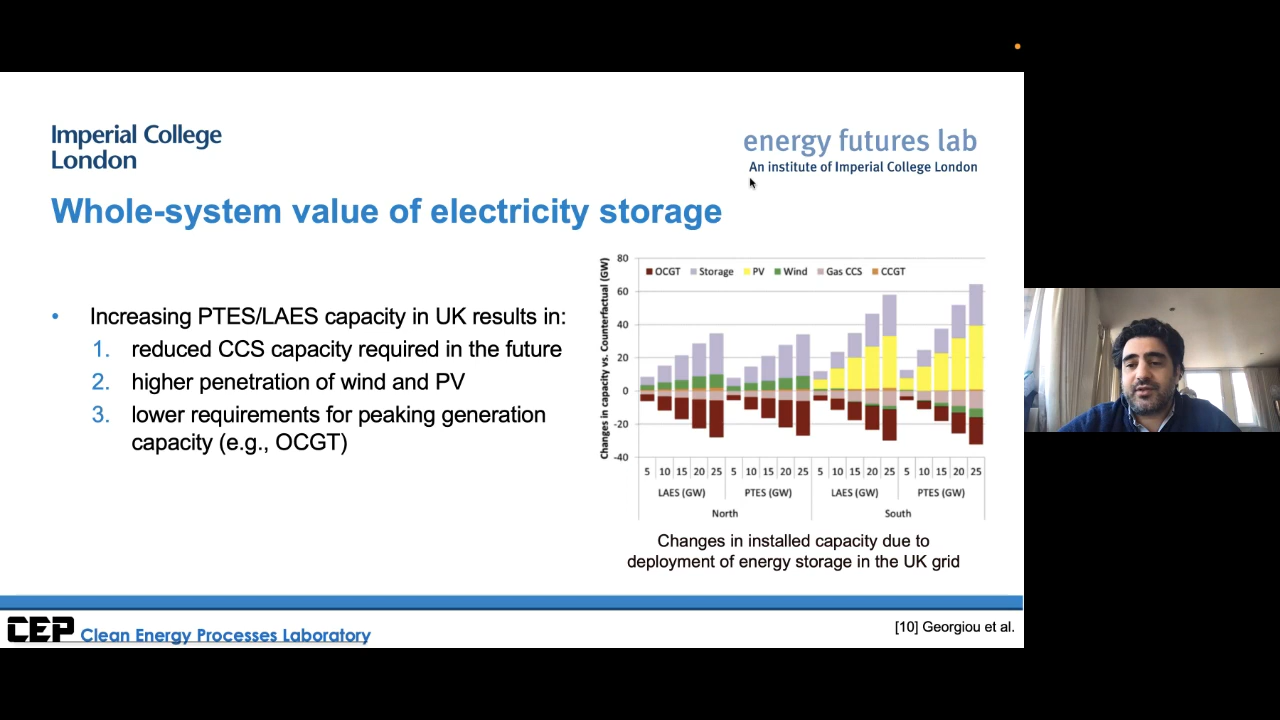 Imperial College
London
energy futures lab
An institute of Imperial College London
Whole-system value of electricity storage
• Increasing PTES/LAES capacity in UK results in:
1. reduced CCS capacity required in the future
2. higher penetration of wind and PV
3. lower requirements for peaking generation
capacity (e.g., OCGT)
Changes in capacity vs. Counterfactual (GW)
80
60
40
20
0
-20
-40
OCGT Storage PV Wind Gas CCS CCGT
5 10 15 20 25 5 10 15 20 25 5 10 15 20 25 5 10 15 20 25
LAES (GW) PTES (GW) LAES (GW) PTES (GW)
North South
Changes in installed capacity due to
deployment of energy storage in the UK grid
CEP Clean Energy Processes Laboratory
[10] Georgiou et al.